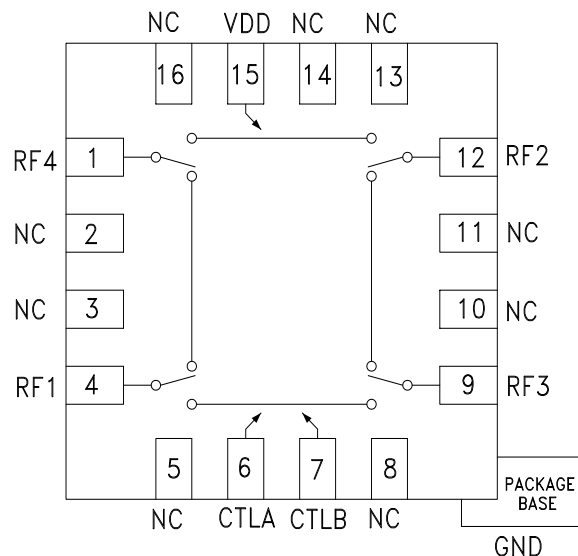 NC VDD NC NC
16 15 14 13
RF4 1 12 RF2
NC 2 11 NC
NC 3 10 NC
RF1 4 9 RF3
5 6 7 8
NC CTLA CTLB NC
PACKAGE
BASE
GND